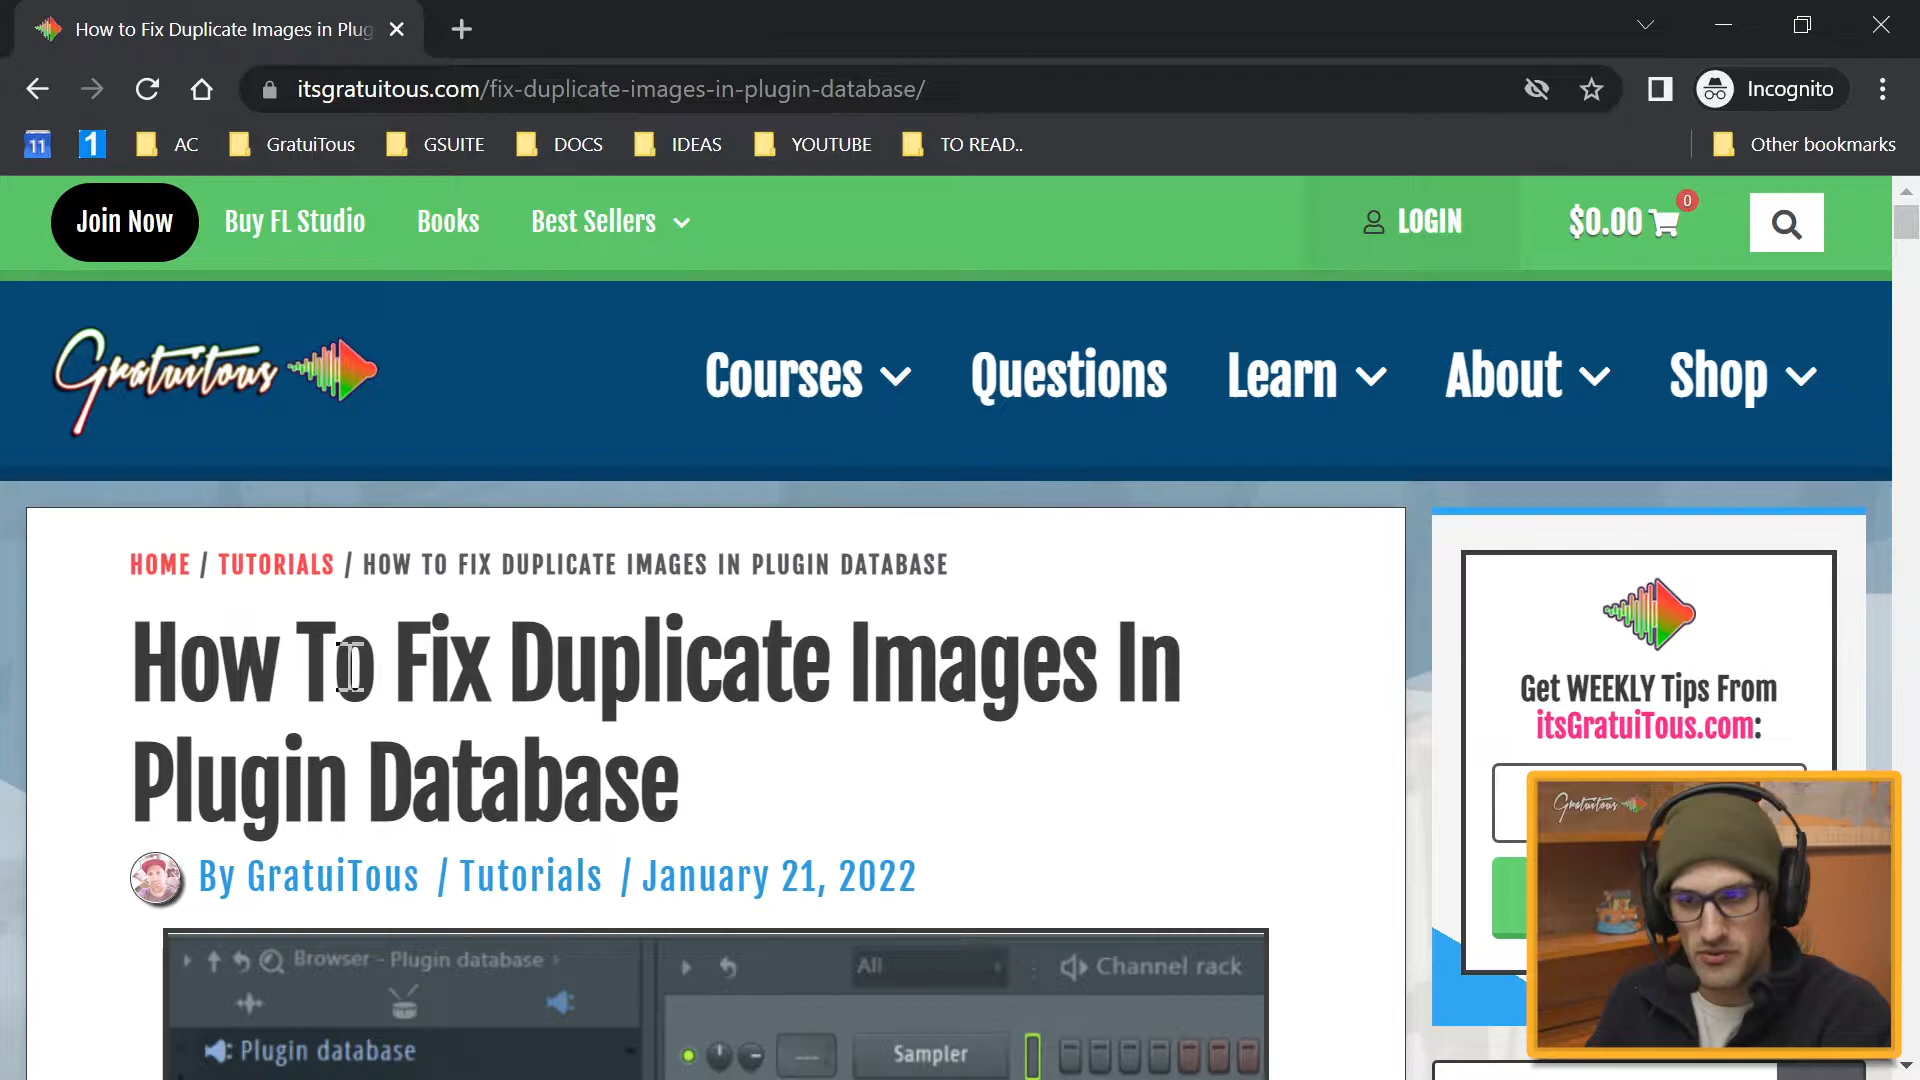 How to Fix Duplicate Images in Plug
itsgratuitous.com/fix-duplicate-images-in-plugin-database/
Incognito
11
1
AC
GratuiTous
GSUITE
DOCS
IDEAS
YOUTUBE
TO READ..
Other bookmarks
Join Now
Buy FL Studio
Books
Best Sellers
LOGIN
$0.00
0
Gratuitous
Courses
Questions
Learn
About
Shop
HOME / TUTORIALS / HOW TO FIX DUPLICATE IMAGES IN PLUGIN DATABASE
How To Fix Duplicate Images In
Plugin Database
By GratuiTous / Tutorials / January 21, 2022
Get WEEKLY Tips From
itsGratuiTous.com:
Gratuitous
Browser - Plugin database
All
Channel rack
Plugin database
Sampler